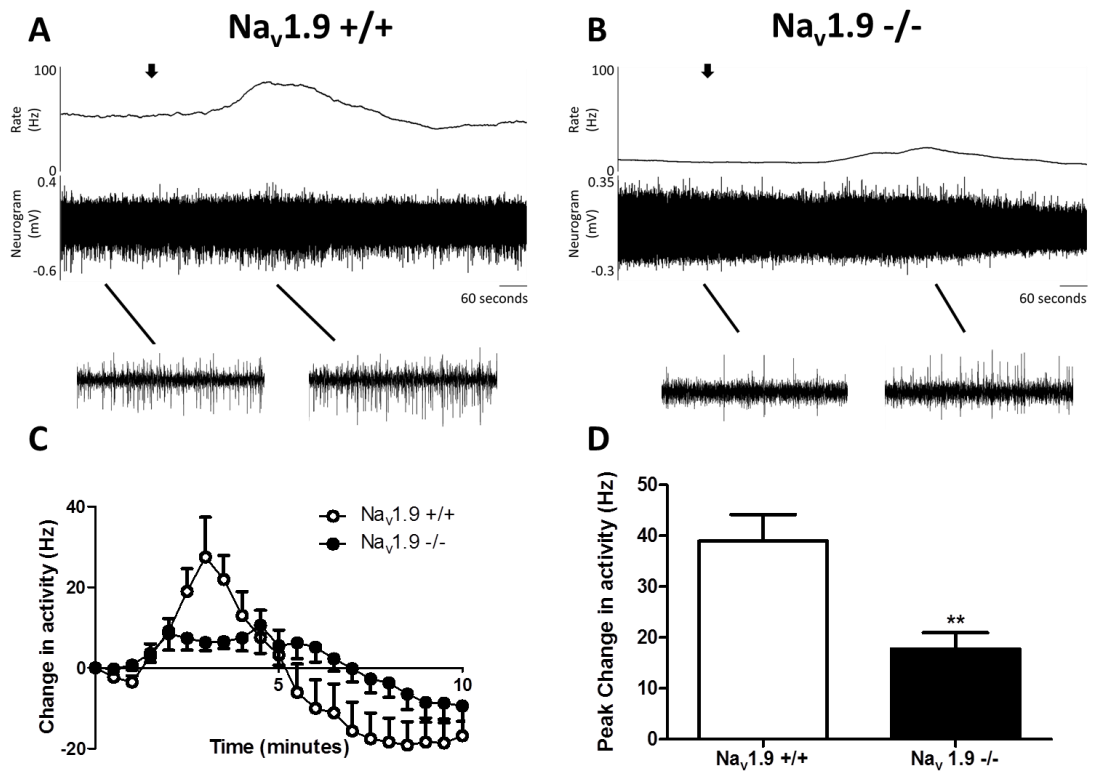 A
Nav1.9 +/+
100
Rate
(Hz)
0
0.4
Neurogram
(mV)
-0.6
60 seconds
B
Nav1.9 -/-
100
Rate
(Hz)
0
0.35
Neurogram
(mV)
-0.3
60 seconds
C
Change in activity (Hz)
40
20
0
-20
5
10
Time (minutes)
Nav1.9 +/+
Nav1.9 -/-
D
Peak Change in activity (Hz)
50
40
30
20
10
0
**
Nav1.9 +/+
Nav 1.9 -/-